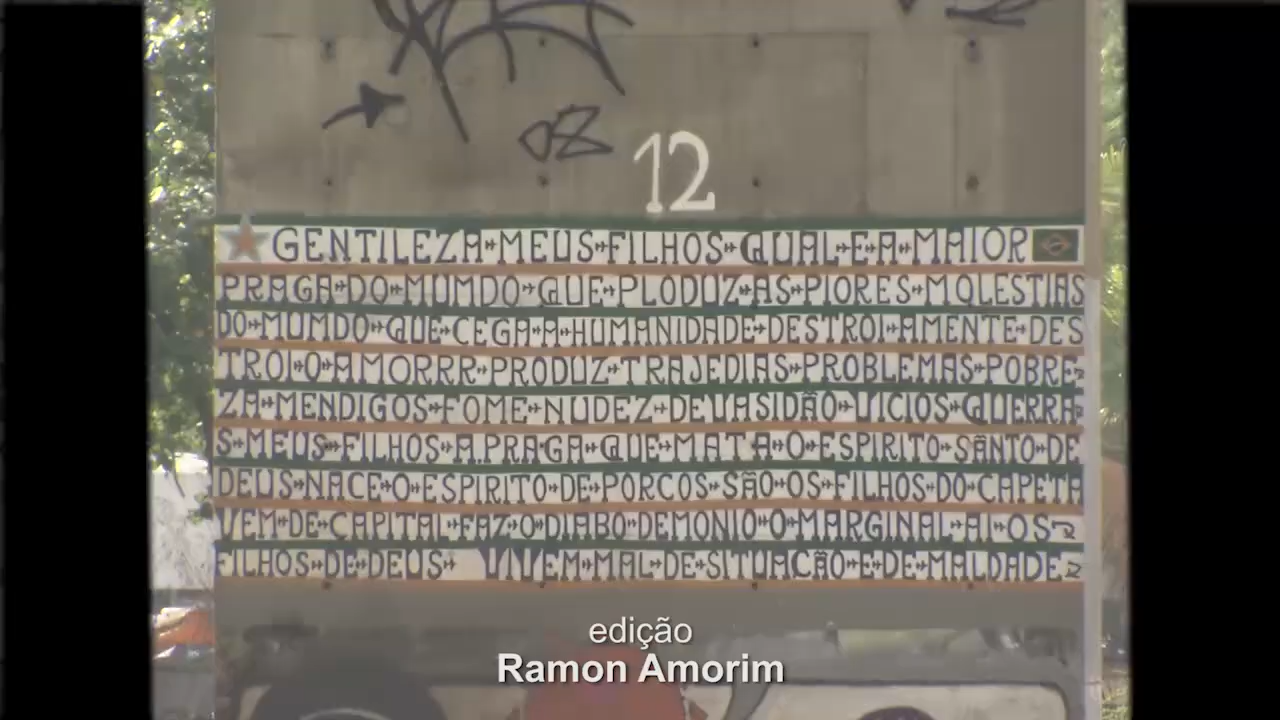 08
12
GENTILEZA MEUS FILHOS QUAL E A MAIOR
PRAGA DO MUMDO QUE PLODUZ AS PIORES MOLESTIAS
DO MUMDO QUE CEGA A HUMANIDADE DESTROI A MENTE DES
TROI O AMORRR PRODUZ TRAJEDIAS PROBLEMAS POBRE
ZA MENDIGOS FOME NUDEZ DEVASIDÃO VICIOS GUERRA
S MEUS FILHOS A PRAGA QUE MATA O ESPIRITO SÃNTO DE
DEUS NACE O ESPIRITO DE PORCOS SÃO OS FILHOS DO CAPETA
VEM DE CAPITAL FAZ O DIABO DEMONIO O MARGINAL AI OS
FILHOS DE DEUS VIVEM MAL DE SITUAÇÃO E DE MALDADE
edição
Ramon Amorim